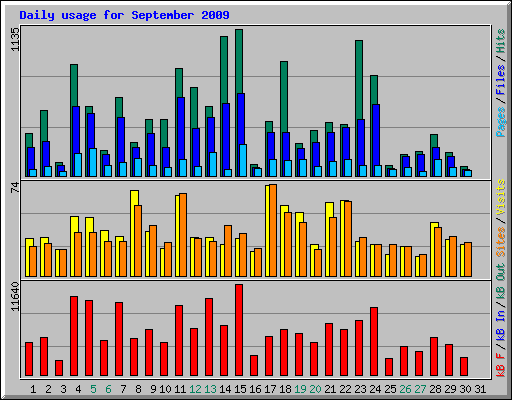 Daily usage for September 2009
1135
Pages / Files / Hits
74
Sites / Visits
11640
kB F / kB In / kB Out
1 2 3 4 5 6 7 8 9 10 11 12 13 14 15 16 17 18 19 20 21 22 23 24 25 26 27 28 29 30 31